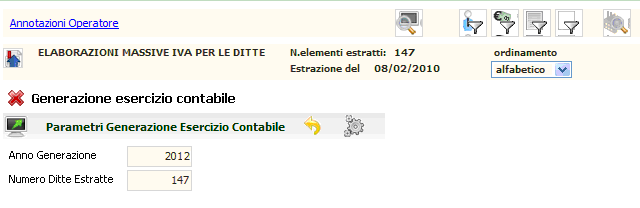 Annotazioni Operatore
ELABORAZIONI MASSIVE IVA PER LE DITTE N.elementi estratti: 147 ordinamento
Estrazione del 08/02/2010 alfabetico
Generazione esercizio contabile
Parametri Generazione Esercizio Contabile
Anno Generazione 2012
Numero Ditte Estratte 147